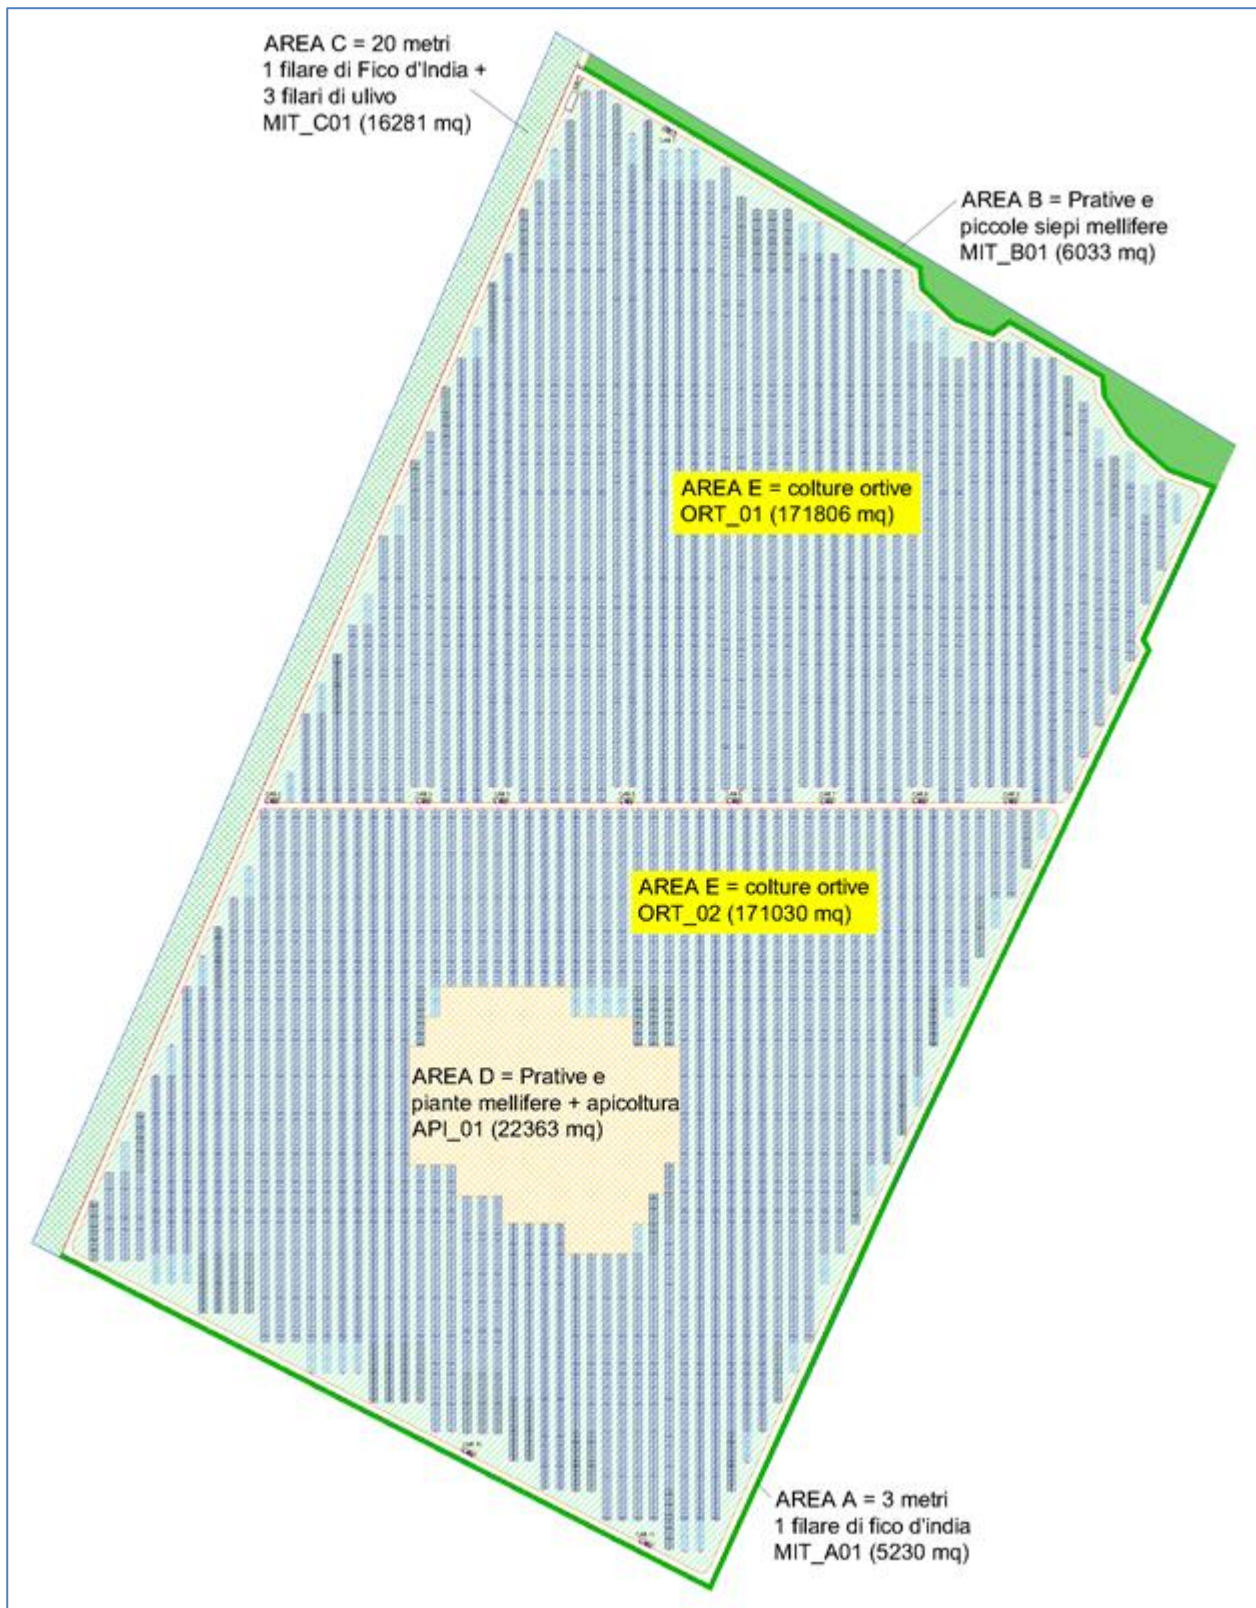 AREA C = 20 metri
1 filare di Fico d'India +
3 filari di ulivo
MIT_C01 (16281 mq)
AREA B = Prative e
piccole siepi mellifere
MIT_B01 (6033 mq)
AREA E = colture ortive
ORT_01 (171806 mq)
AREA E = colture ortive
ORT_02 (171030 mq)
AREA D = Prative e
piante mellifere + apicoltura
API_01 (22363 mq)
AREA A = 3 metri
1 filare di fico d'india
MIT_A01 (5230 mq)